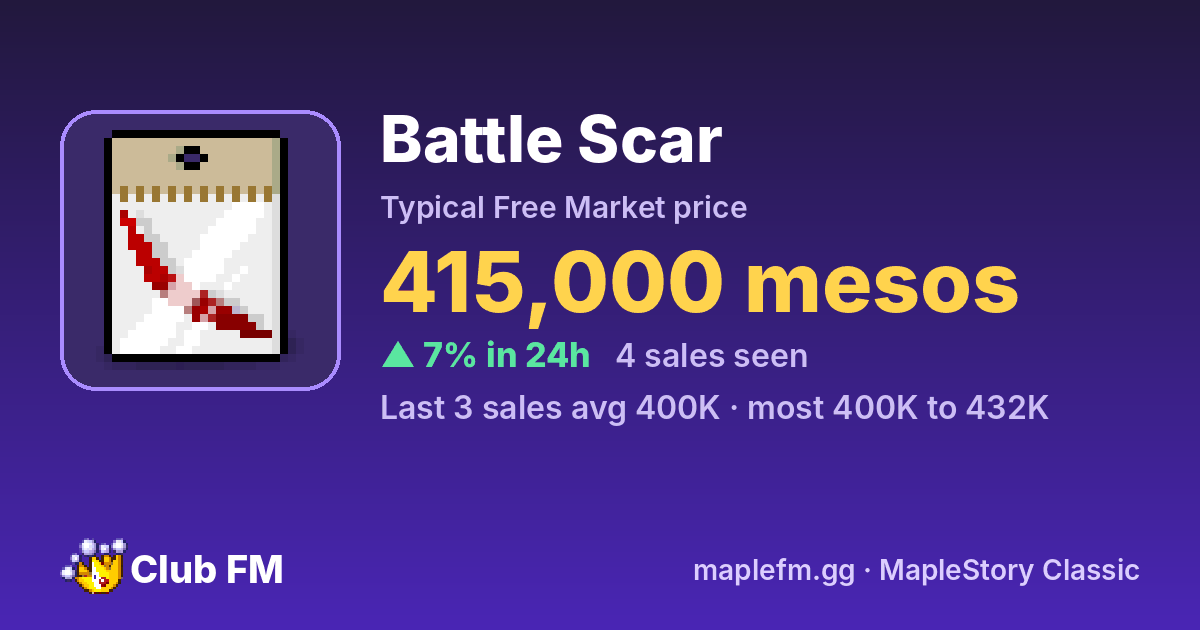 Battle Scar
Typical Free Market price
415,000 mesos
▲ 7% in 24h 4 sales seen
Last 3 sales avg 400K · most 400K to 432K
Club FM
maplefm.gg · MapleStory Classic